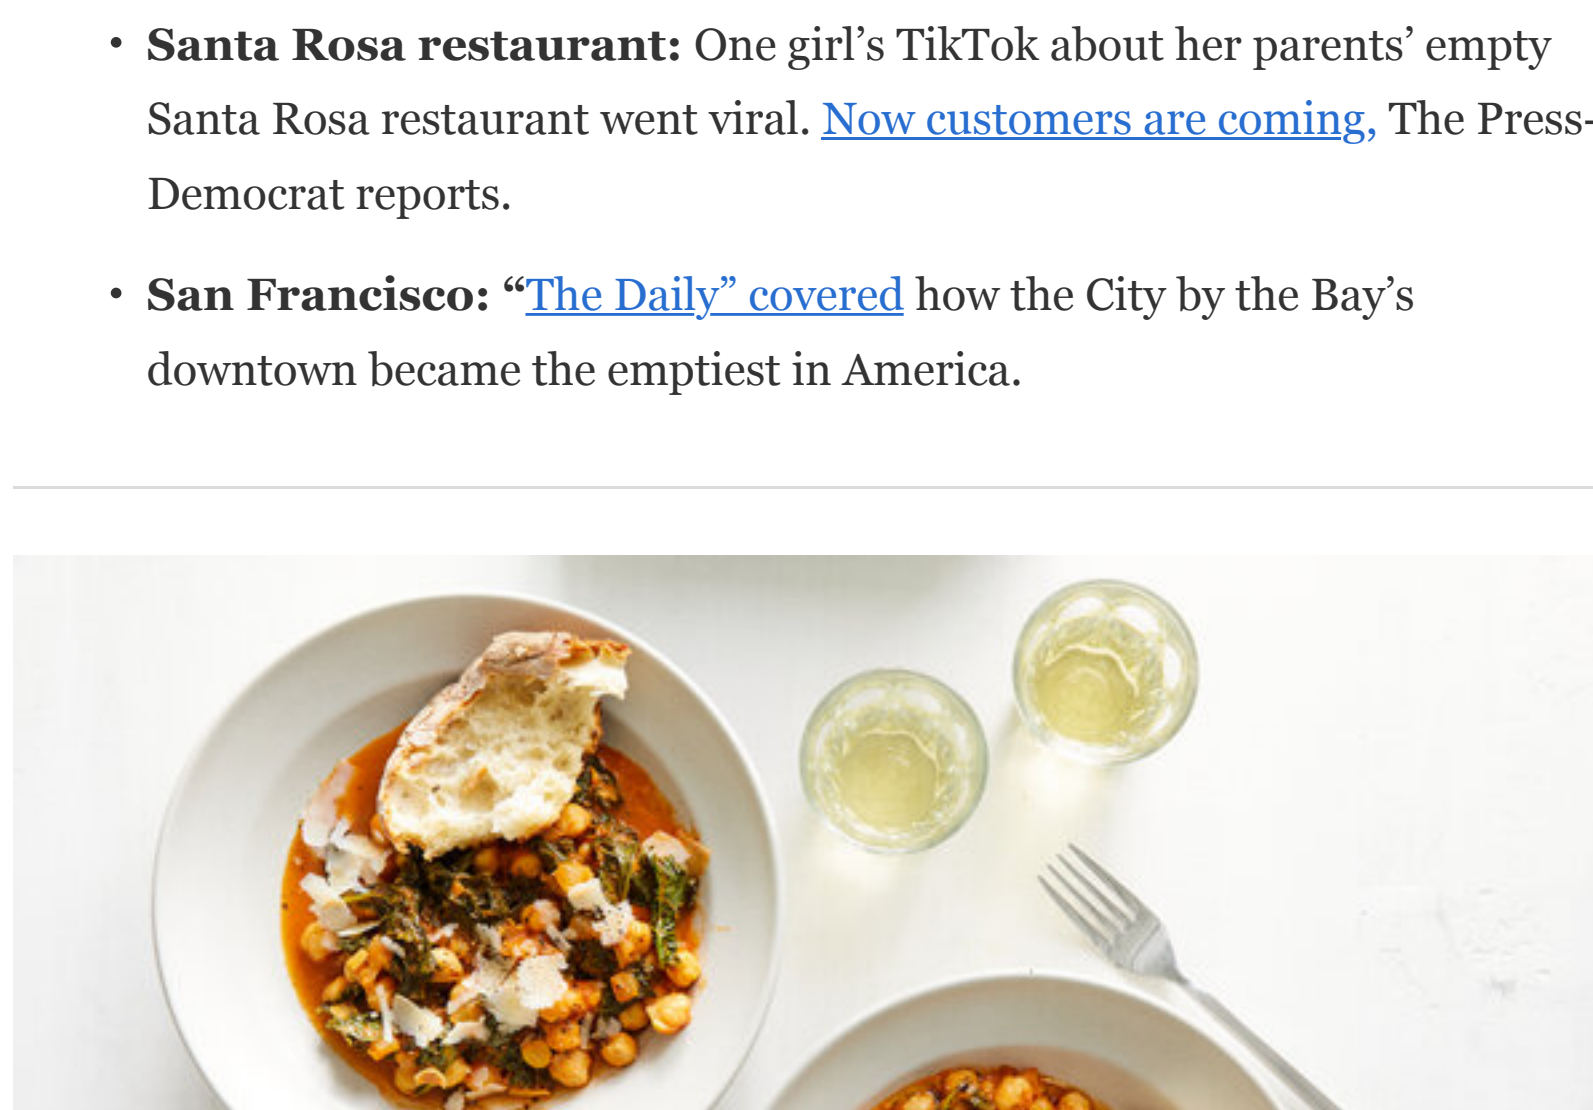 • Santa Rosa restaurant: One girl’s TikTok about her parents’ empty
Santa Rosa restaurant went viral. Now customers are coming, The Press-
Democrat reports.
• San Francisco: “The Daily” covered how the City by the Bay’s
downtown became the emptiest in America.